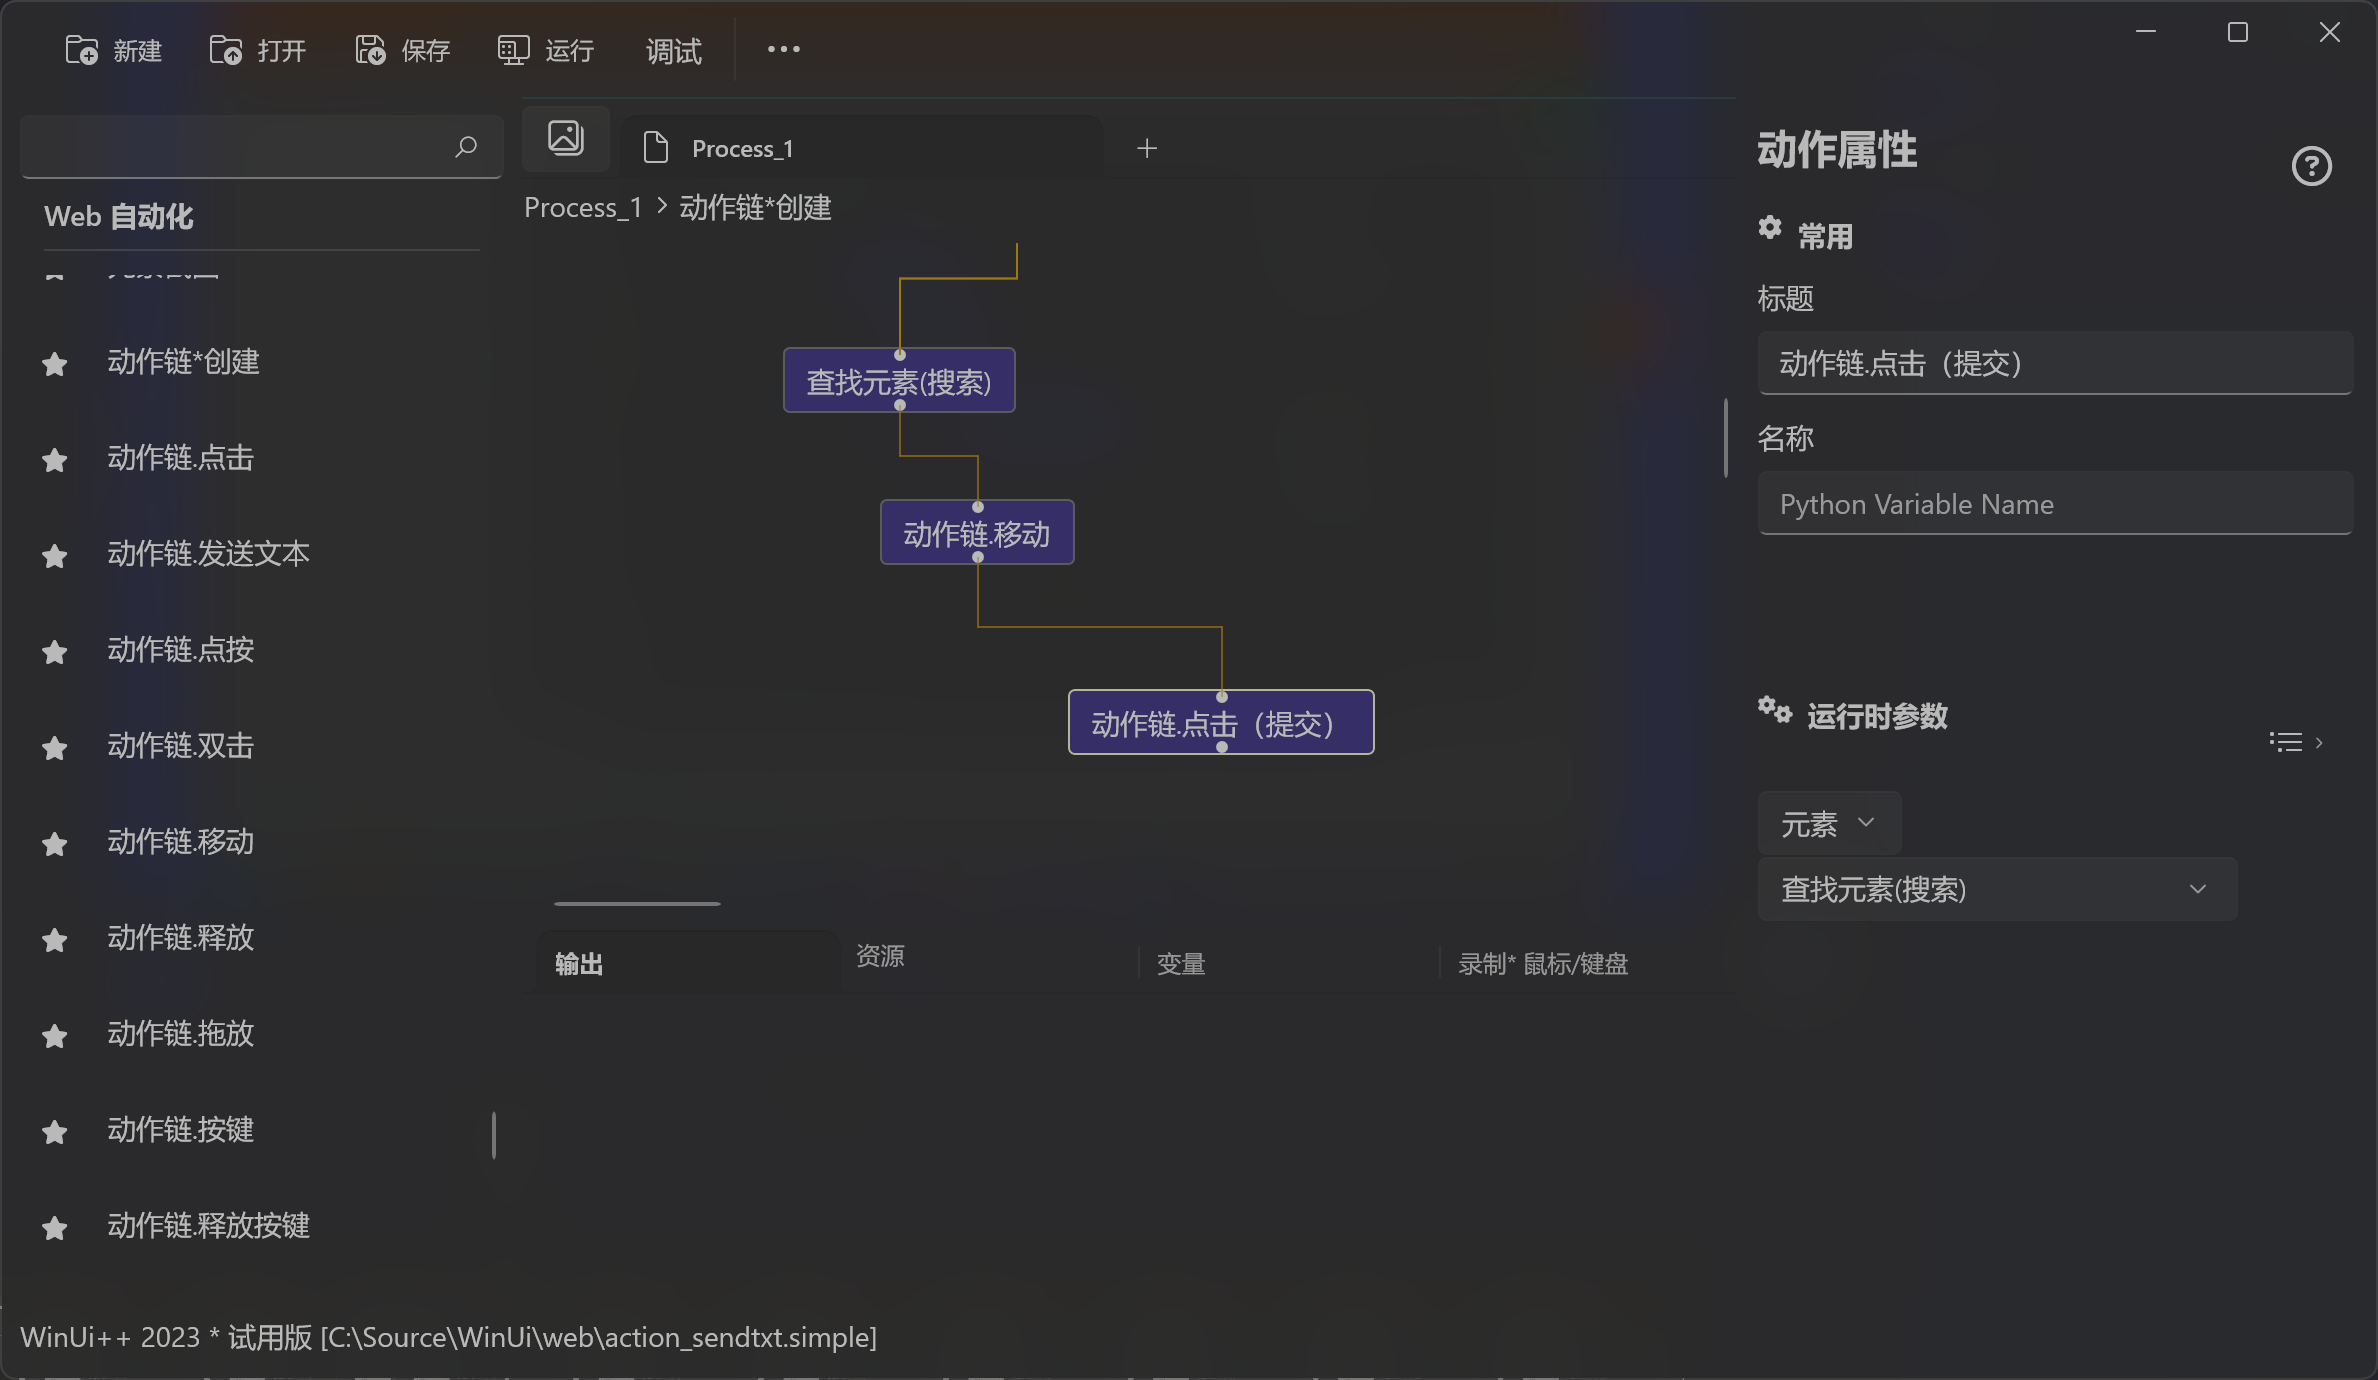 新建 打开 保存 运行 调试
Process_1
Process_1 > 动作链*创建
Web 自动化
动作链*创建
动作链.点击
动作链.发送文本
动作链.点按
动作链.双击
动作链.移动
动作链.释放
动作链.拖放
动作链.按键
动作链.释放按键
查找元素(搜索)
动作链.移动
动作链.点击（提交）
输出 资源 变量 录制* 鼠标/键盘
动作属性
常用
标题
动作链.点击（提交）
名称
Python Variable Name
运行时参数
元素
查找元素(搜索)
WinUi++ 2023 * 试用版 [C:\Source\WinUi\web\action_sendtxt.simple]